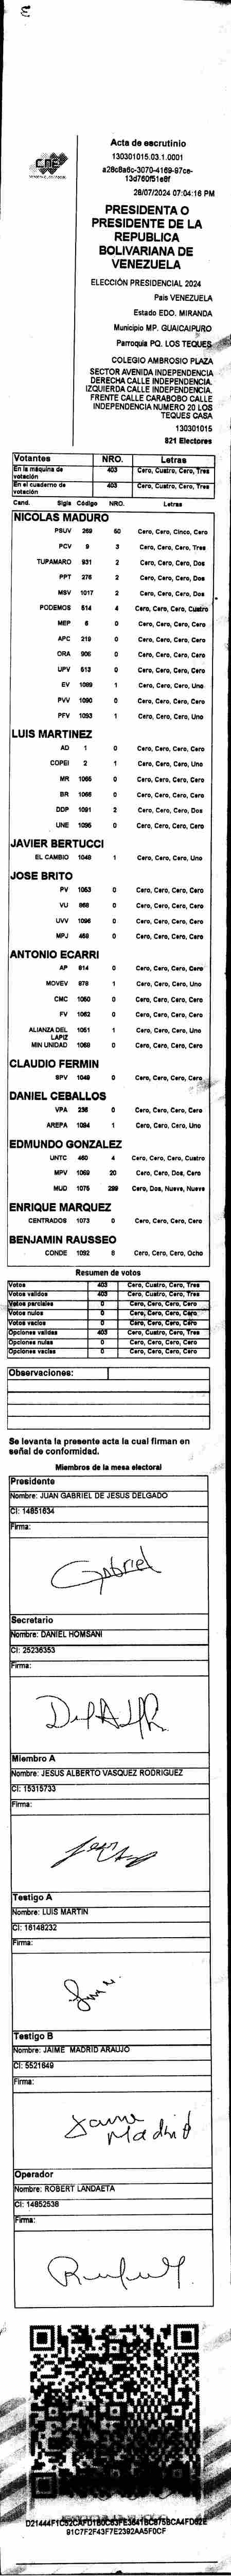 CNE
Acta de escrutinio
130301015.03.1.0001
a28c8a6c-3070-4169-97ce-
13d760f51e8f
28/07/2024 07:04:16 PM
PRESIDENTA O
PRESIDENTE DE LA
REPUBLICA
BOLIVARIANA DE
VENEZUELA
ELECCIÓN PRESIDENCIAL 2024
Pais VENEZUELA
Estado EDO. MIRANDA
Municipio MP. GUAICAIPURO
Parroquia PQ. LOS TEQUES
COLEGIO AMBROSIO PLAZA
SECTOR AVENIDA INDEPENDENCIA
DERECHA CALLE INDEPENDENCIA.
IZQUIERDA CALLE INDEPENDENCIA.
FRENTE CALLE CARABOBO CALLE
INDEPENDENCIA NUMERO 20 LOS
TEQUES CASA
130301015
821 Electores
Votantes NRO. Letras
En la máquina de votación 403 Cero, Cuatro, Cero, Tres
En el cuaderno de votación 403 Cero, Cuatro, Cero, Tres
Cand. Sigla Código NRO. Letras
NICOLAS MADURO
PSUV 269 50 Cero, Cero, Cinco, Cero
PCV 9 3 Cero, Cero, Cero, Tres
TUPAMARO 931 2 Cero, Cero, Cero, Dos
PPT 276 2 Cero, Cero, Cero, Dos
MSV 1017 2 Cero, Cero, Cero, Dos
PODEMOS 514 4 Cero, Cero, Cero, Cuatro
MEP 6 0 Cero, Cero, Cero, Cero
APC 219 0 Cero, Cero, Cero, Cero
ORA 906 0 Cero, Cero, Cero, Cero
UPV 513 0 Cero, Cero, Cero, Cero
EV 1089 1 Cero, Cero, Cero, Uno
PVV 1090 0 Cero, Cero, Cero, Cero
PFV 1093 1 Cero, Cero, Cero, Uno
LUIS MARTINEZ
AD 1 0 Cero, Cero, Cero, Cero
COPEI 2 1 Cero, Cero, Cero, Uno
MR 1065 0 Cero, Cero, Cero, Cero
BR 1066 0 Cero, Cero, Cero, Cero
DDP 1091 2 Cero, Cero, Cero, Dos
UNE 1095 0 Cero, Cero, Cero, Cero
JAVIER BERTUCCI
EL CAMBIO 1048 1 Cero, Cero, Cero, Uno
JOSE BRITO
PV 1053 0 Cero, Cero, Cero, Cero
VU 868 0 Cero, Cero, Cero, Cero
UVV 1096 0 Cero, Cero, Cero, Cero
MPJ 459 0 Cero, Cero, Cero, Cero
ANTONIO ECARRI
AP 814 0 Cero, Cero, Cero, Cero
MOVEV 878 1 Cero, Cero, Cero, Uno
CMC 1050 0 Cero, Cero, Cero, Cero
FV 1062 0 Cero, Cero, Cero, Cero
ALIANZA DEL LAPIZ 1051 1 Cero, Cero, Cero, Uno
MIN UNIDAD 1069 0 Cero, Cero, Cero, Cero
CLAUDIO FERMIN
SPV 1049 0 Cero, Cero, Cero, Cero
DANIEL CEBALLOS
VPA 236 0 Cero, Cero, Cero, Cero
AREPA 1094 1 Cero, Cero, Cero, Uno
EDMUNDO GONZALEZ
UNTC 460 4 Cero, Cero, Cero, Cuatro
MPV 1069 20 Cero, Cero, Dos, Cero
MUD 1075 299 Cero, Dos, Nueve, Nueve
ENRIQUE MARQUEZ
CENTRADOS 1073 0 Cero, Cero, Cero, Cero
BENJAMIN RAUSSEO
CONDE 1092 8 Cero, Cero, Cero, Ocho
Resumen de votos
Votos 403 Cero, Cuatro, Cero, Tres
Votos validos 403 Cero, Cuatro, Cero, Tres
Votos parciales 0 Cero, Cero, Cero, Cero
Votos nulos 0 Cero, Cero, Cero, Cero
Votos vacios 0 Cero, Cero, Cero, Cero
Opciones validas 403 Cero, Cuatro, Cero, Tres
Opciones nulas 0 Cero, Cero, Cero, Cero
Opciones vacias 0 Cero, Cero, Cero, Cero
Observaciones:
Se levanta la presente acta la cual firman en
señal de conformidad.
Miembros de la mesa electoral
Presidente
Nombre: JUAN GABRIEL DE JESUS DELGADO
CI: 14851634
Firma:
Gabriel
Secretario
Nombre: DANIEL HOMSANI
CI: 25236353
Firma:
Miembro A
Nombre: JESUS ALBERTO VASQUEZ RODRIGUEZ
CI: 15315733
Firma:
Testigo A
Nombre: LUIS MARTIN
CI: 16148232
Firma:
Testigo B
Nombre: JAIME MADRID ARAUJO
CI: 5521649
Firma:
Jaime
Madrid
Operador
Nombre: ROBERT LANDAETA
CI: 14852538
Firma:
91C7F2F43F7E2392AA5F0CF